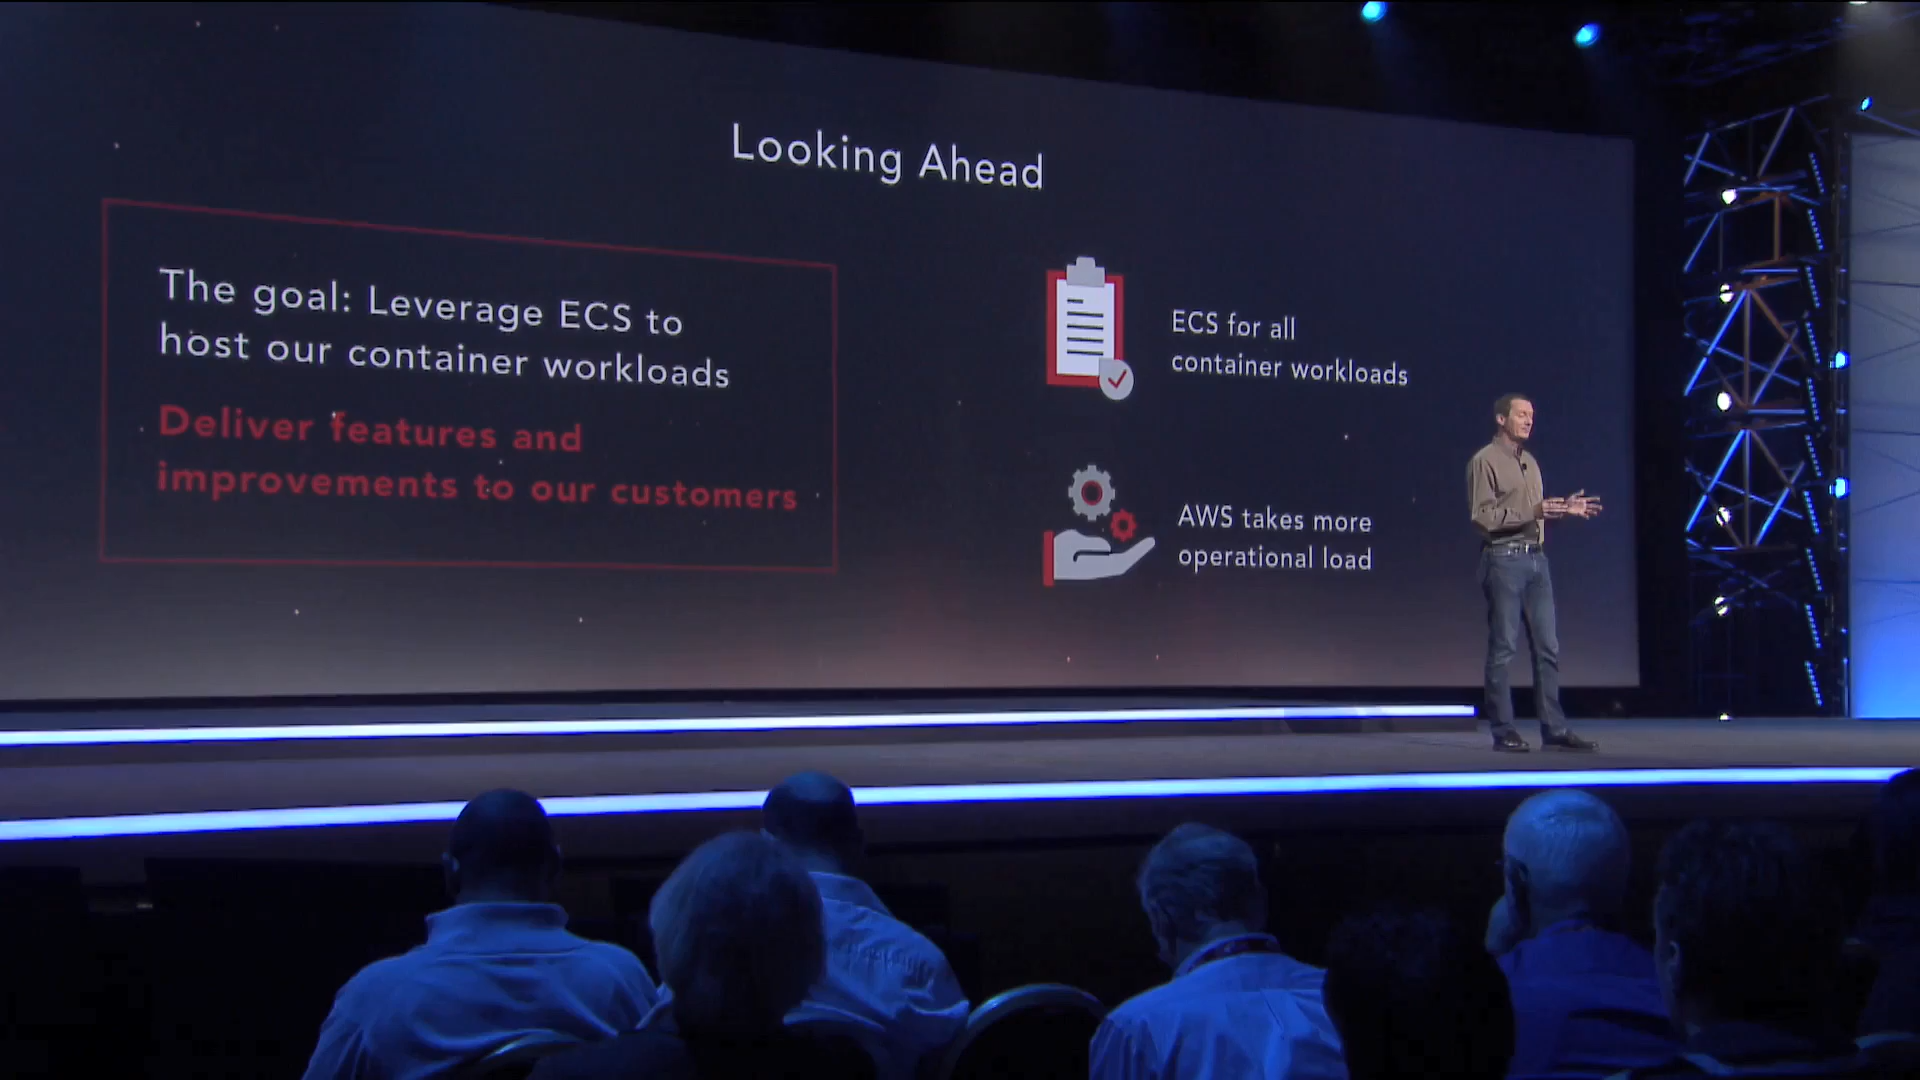 Looking Ahead
The goal: Leverage ECS to
host our container workloads
Deliver features and
improvements to our customers
ECS for all
container workloads
AWS takes more
operational load